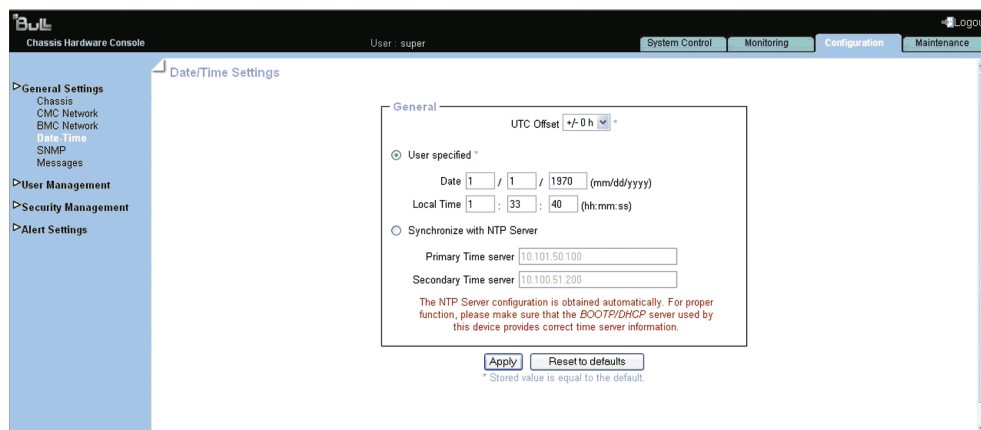 Bull
Logou
Chassis Hardware Console
User : super
System Control
Monitoring
Configuration
Maintenance
General Settings
Chassis
CMC Network
BMC Network
Date-Time
SNMP
Messages
User Management
Security Management
Alert Settings
Date/Time Settings
General
UTC Offset +/- 0 h *
User specified *
Date 1 / 1 / 1970 (mm/dd/yyyy)
Local Time 1 : 33 : 40 (hh:mm:ss)
Synchronize with NTP Server
Primary Time server 10.101.50.100
Secondary Time server 10.100.51.200
The NTP Server configuration is obtained automatically. For proper
function, please make sure that the BOOTP/DHCP server used by
this device provides correct time server information.
Apply
Reset to defaults
* Stored value is equal to the default.